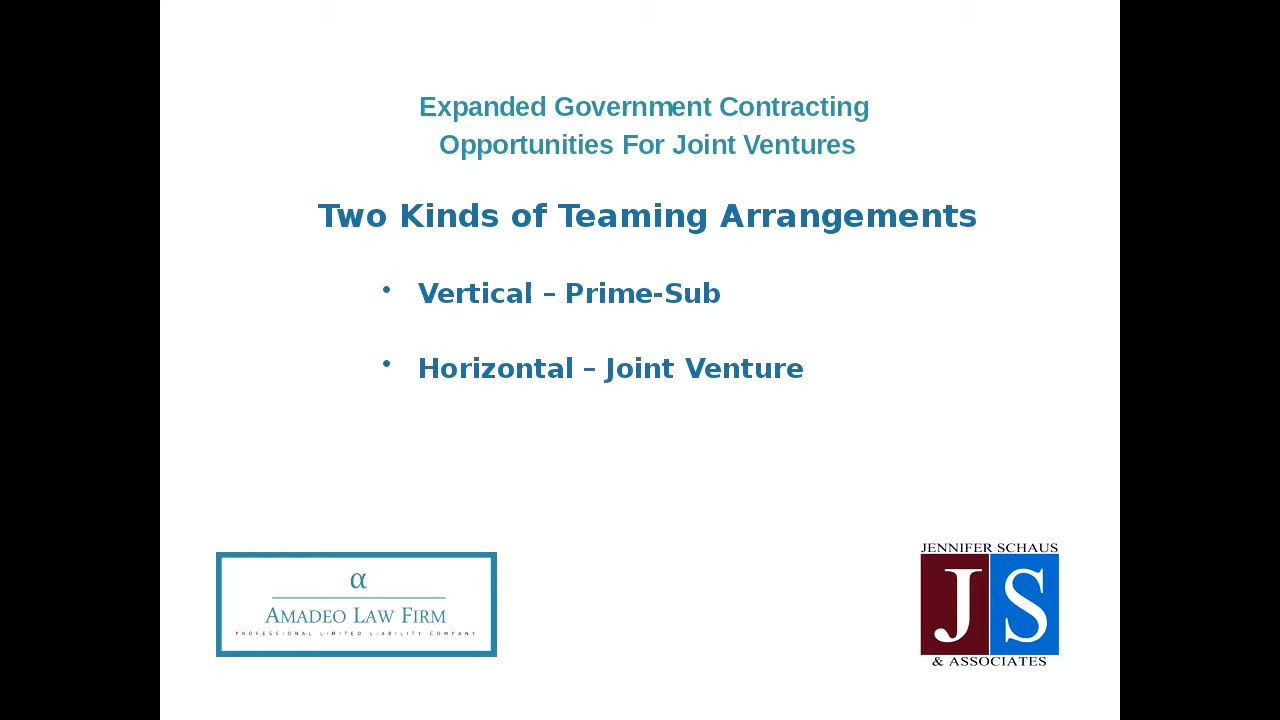 Expanded Government Contracting
Opportunities For Joint Ventures
Two Kinds of Teaming Arrangements
• Vertical – Prime-Sub
• Horizontal – Joint Venture
α
AMADEO LAW FIRM
PROFESSIONAL LIMITED LIABILITY COMPANY
JENNIFER SCHAUS
JS
& ASSOCIATES